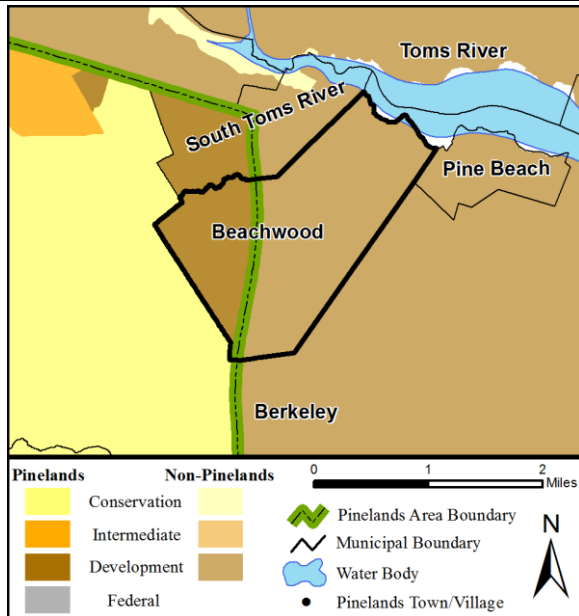 Toms River
South Toms River
Pine Beach
Beachwood
Berkeley
Pinelands Non-Pinelands
Conservation
Intermediate
Development
Federal
0 1 2
Miles
Pinelands Area Boundary
Municipal Boundary
Water Body
Pinelands Town/Village
N